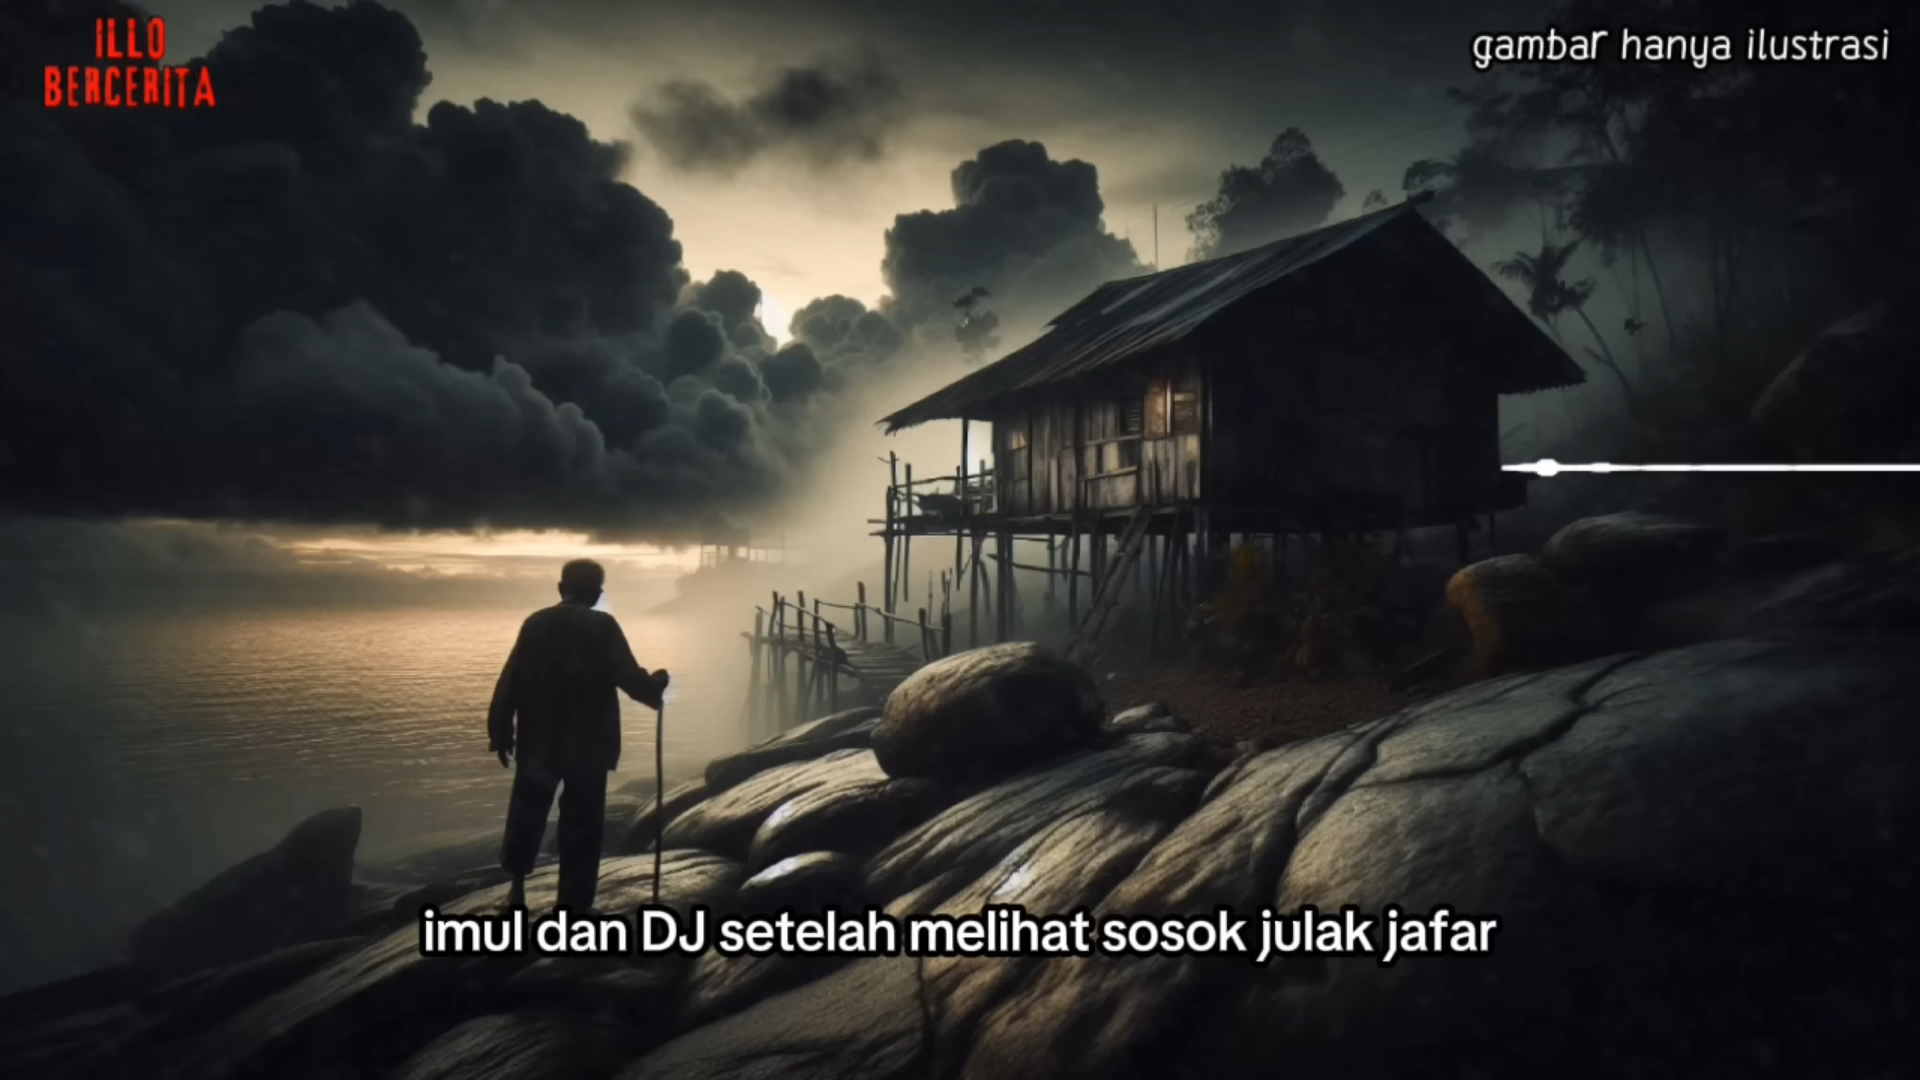 ILLO
BERCERITA
gambar hanya ilustrasi
imul dan DJ setelah melihat sosok julak jafar